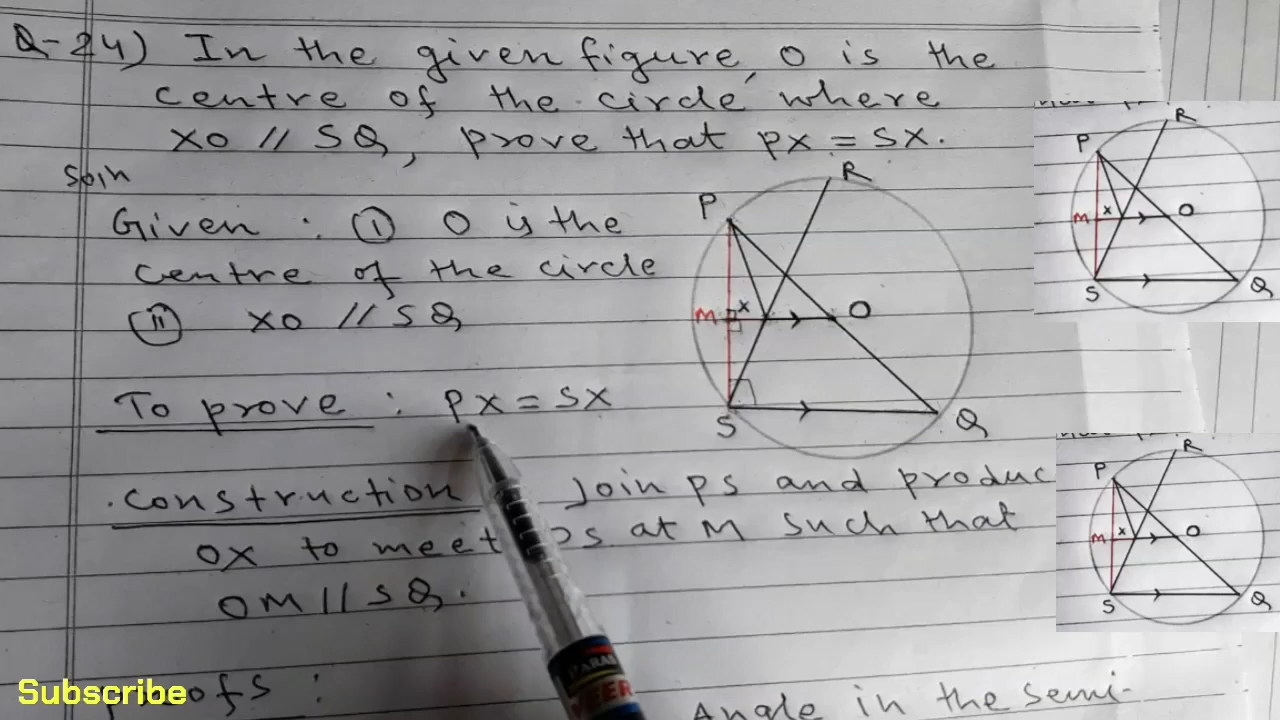 Q-24) In the given figure, O is the
centre of the circle where
XO // SQ, prove that PX = SX.
Soln
Given : (i) O is the
centre of the circle
(ii) XO // SQ
To prove : PX = SX
Construction Join PS and produc
OX to meet PS at M such that
OM // SQ.
Proofs :
Angle in the semi-
P
R
M
X
O
S
Q
P
R
M
X
O
S
Q
P
R
M
X
O
S
Q
Subscribe